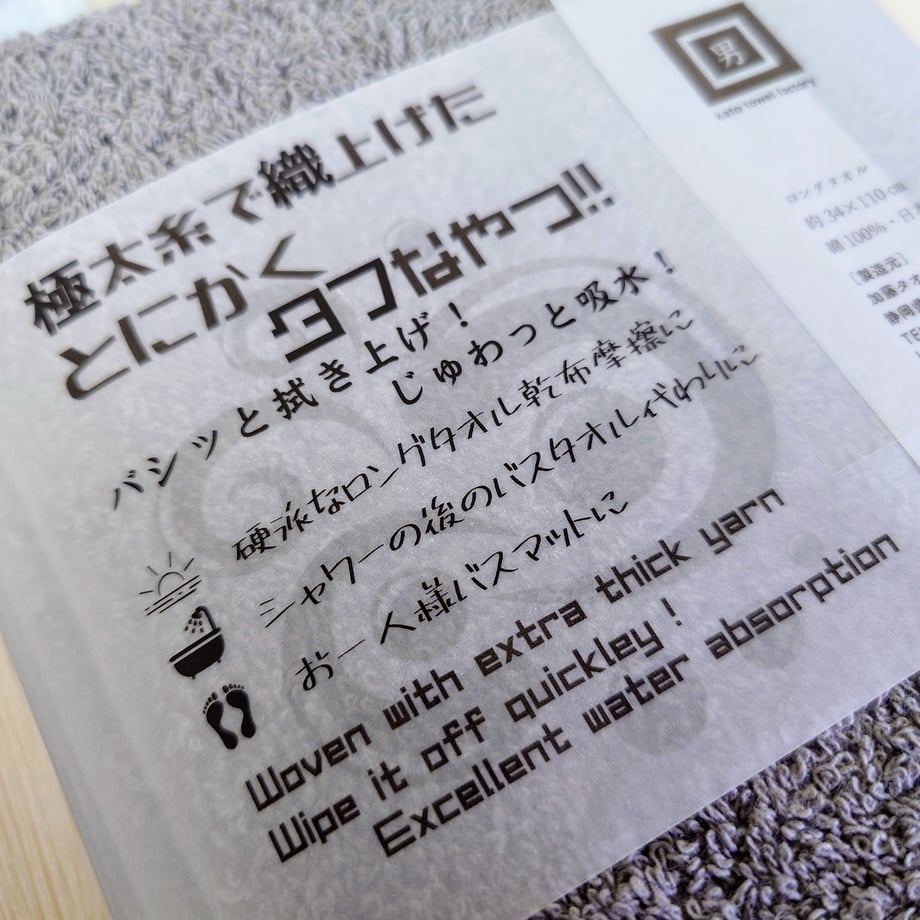 極太糸で織上げた
とにかく
タフなやつ!!
バシッと拭き上げ!
じゅわっと吸水!
硬派なロングタオル乾布摩擦に
シャワーの後のバスタオル代わりに
お一人様バスマットに
Woven with extra thick yarn
Wipe it off quickley!
Excellent water absorption
男
kato towel factory
ロングタオル
約34×110cm
綿100%・日
[製造元]
加藤タオ
静岡
TE